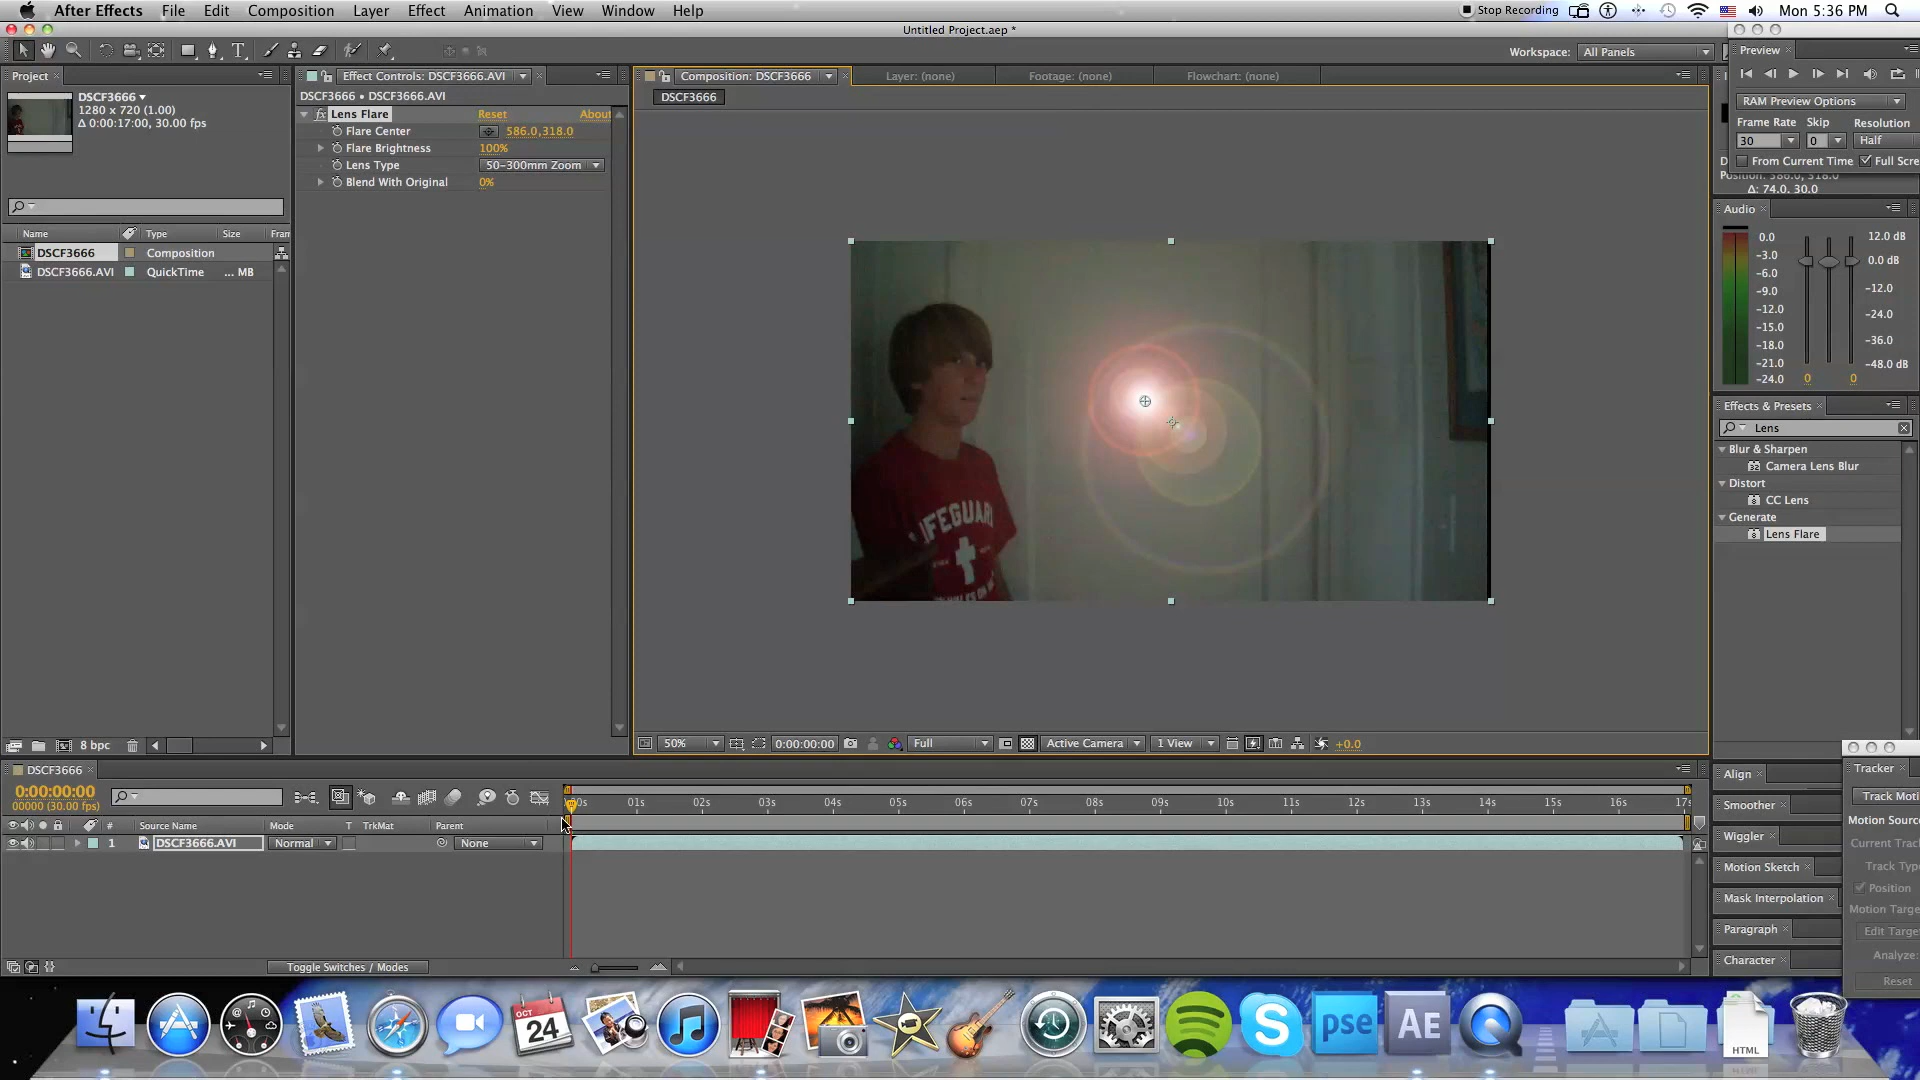 After Effects File Edit Composition Layer Effect Animation View Window Help Stop Recording Mon 5:36 PM
Untitled Project.aep *
Workspace: All Panels
Project
DSCF3666
1280 x 720 (1.00)
Δ 0:00:17:00, 30.00 fps
Name Type Size Fram
DSCF3666 Composition
DSCF3666.AVI QuickTime ... MB
8 bpc
Effect Controls: DSCF3666.AVI
DSCF3666 • DSCF3666.AVI
fx Lens Flare Reset About
Flare Center 586.0,318.0
Flare Brightness 100%
Lens Type 50-300mm Zoom
Blend With Original 0%
Composition: DSCF3666 Layer: (none) Footage: (none) Flowchart: (none)
DSCF3666
LIFEGUARD
50% 0:00:00:00 Full Active Camera 1 View +0.0
Preview
RAM Preview Options
Frame Rate Skip Resolution
30 0 Half
From Current Time Full Scre
Position: 586.0, 318.0
Δ: 74.0, 30.0
Audio
0.0 12.0 dB
-3.0 0.0 dB
-6.0
-9.0 -12.0
-12.0
-15.0 -24.0
-18.0 -36.0
-21.0 -48.0 dB
-24.0 0 0
Effects & Presets
Lens
Blur & Sharpen
Camera Lens Blur
Distort
CC Lens
Generate
Lens Flare
DSCF3666
0:00:00:00
00000 (30.00 fps)
00s 01s 02s 03s 04s 05s 06s 07s 08s 09s 10s 11s 12s 13s 14s 15s 16s 17s
# Source Name Mode T TrkMat Parent
1 DSCF3666.AVI Normal None
Toggle Switches / Modes
Align
Smoother
Wiggler
Motion Sketch
Mask Interpolation
Paragraph
Character
Tracker
Track Moti
Motion Sourc
Current Track
Track Type
Position
Motion Targe
Edit Targe
Analyze:
Reset
OCT
24
pse
AE
HTML